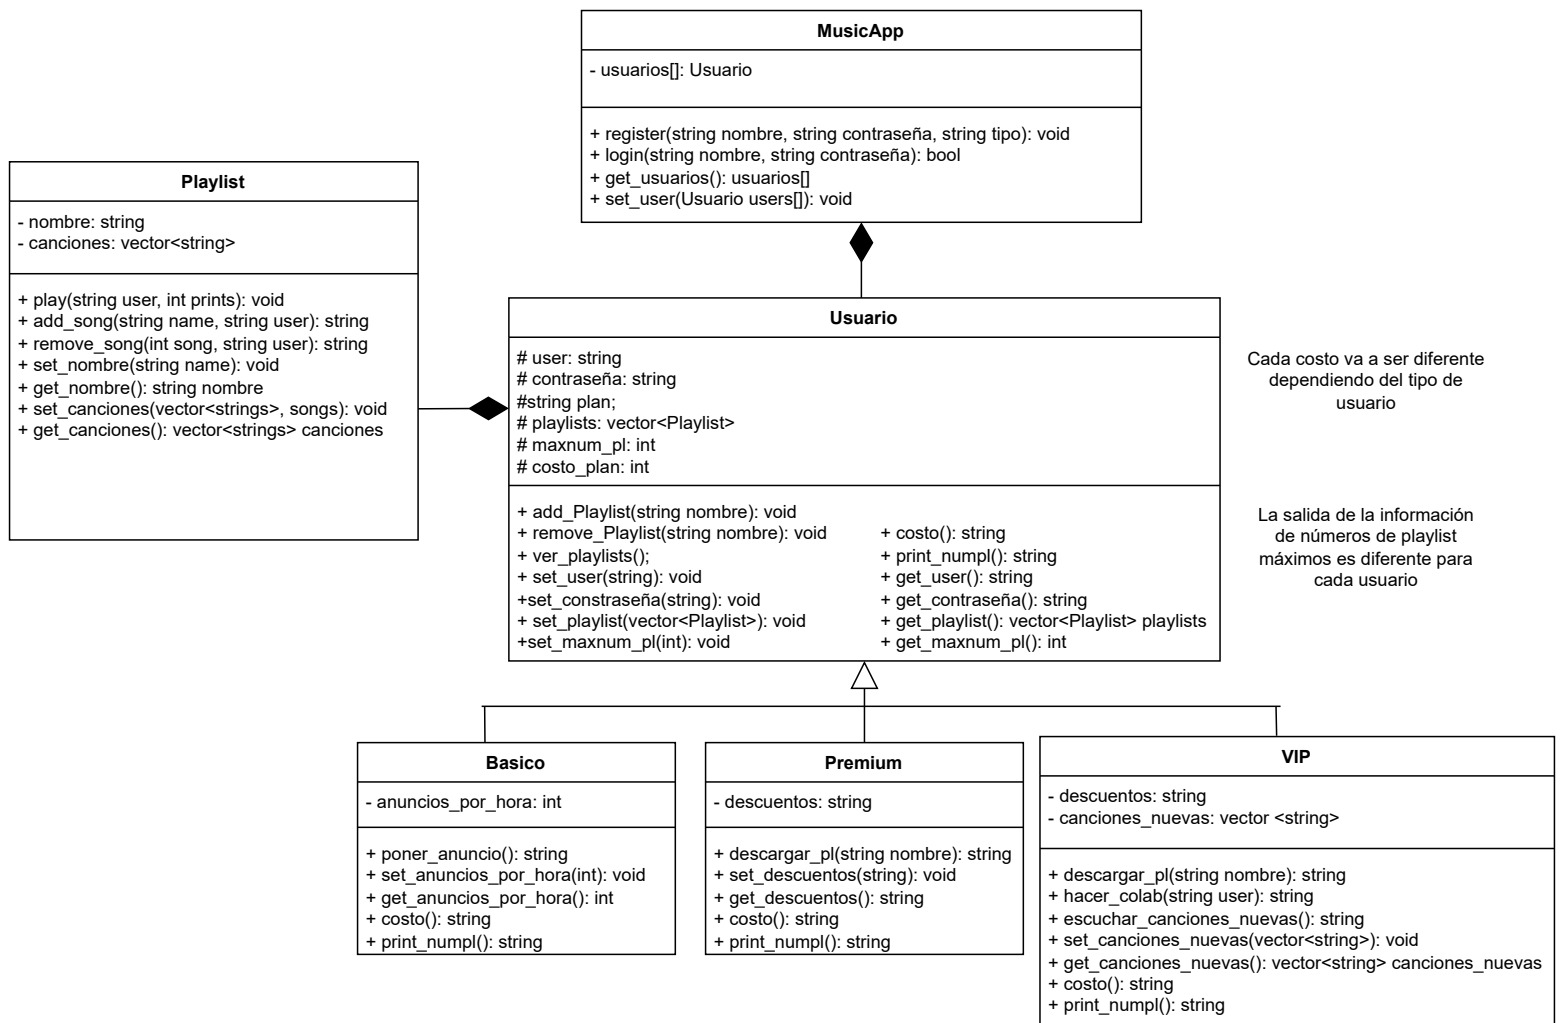 MusicApp
- usuarios[]: Usuario
+ register(string nombre, string contraseña, string tipo): void
+ login(string nombre, string contraseña): bool
+ get_usuarios(): usuarios[]
+ set_user(Usuario users[]): void
Playlist
- nombre: string
- canciones: vector<string>
+ play(string user, int prints): void
+ add_song(string name, string user): string
+ remove_song(int song, string user): string
+ set_nombre(string name): void
+ get_nombre(): string nombre
+ set_canciones(vector<strings>, songs): void
+ get_canciones(): vector<strings> canciones
Usuario
# user: string
# contraseña: string
#string plan;
# playlists: vector<Playlist>
# maxnum_pl: int
# costo_plan: int
+ add_Playlist(string nombre): void
+ remove_Playlist(string nombre): void
+ ver_playlists();
+ set_user(string): void
+set_constraseña(string): void
+ set_playlist(vector<Playlist>): void
+set_maxnum_pl(int): void
+ costo(): string
+ print_numpl(): string
+ get_user(): string
+ get_contraseña(): string
+ get_playlist(): vector<Playlist> playlists
+ get_maxnum_pl(): int
Cada costo va a ser diferente
dependiendo del tipo de
usuario
La salida de la información
de números de playlist
máximos es diferente para
cada usuario
Basico
- anuncios_por_hora: int
+ poner_anuncio(): string
+ set_anuncios_por_hora(int): void
+ get_anuncios_por_hora(): int
+ costo(): string
+ print_numpl(): string
Premium
- descuentos: string
+ descargar_pl(string nombre): string
+ set_descuentos(string): void
+ get_descuentos(): string
+ costo(): string
+ print_numpl(): string
VIP
- descuentos: string
- canciones_nuevas: vector <string>
+ descargar_pl(string nombre): string
+ hacer_colab(string user): string
+ escuchar_canciones_nuevas(): string
+ set_canciones_nuevas(vector<string>): void
+ get_canciones_nuevas(): vector<string> canciones_nuevas
+ costo(): string
+ print_numpl(): string